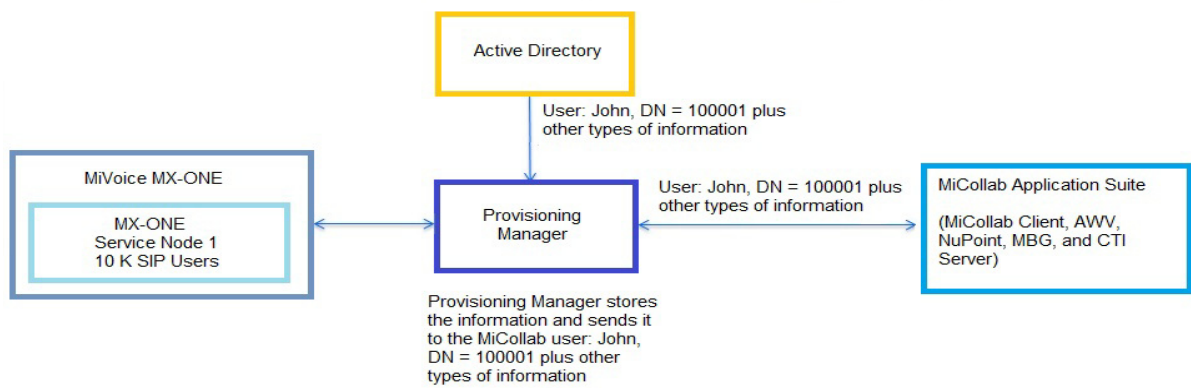 Active Directory
User: John, DN = 100001 plus
other types of information
MiVoice MX-ONE
MX-ONE
Service Node 1
10 K SIP Users
Provisioning
Manager
User: John, DN = 100001 plus
other types of information
MiCollab Application Suite
(MiCollab Client, AWV,
NuPoint, MBG, and CTI
Server)
Provisioning Manager stores
the information and sends it
to the MiCollab user: John,
DN = 100001 plus other
types of information